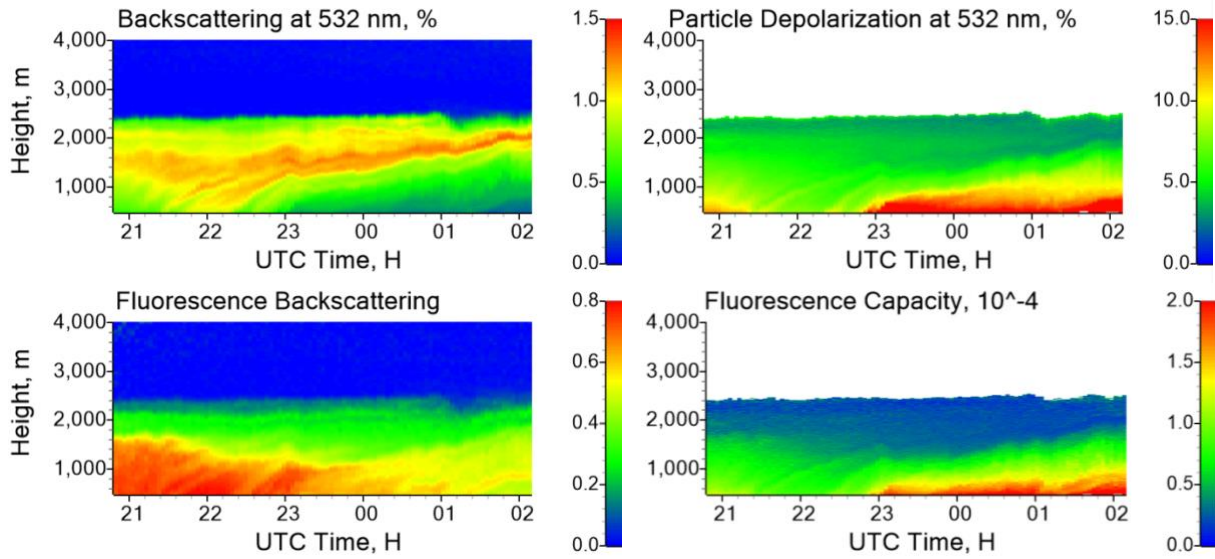 Backscattering at 532 nm, %
Height, m
4,000
3,000
2,000
1,000
21 22 23 00 01 02
UTC Time, H
1.5
1.0
0.5
0.0
Particle Depolarization at 532 nm, %
4,000
3,000
2,000
1,000
21 22 23 00 01 02
UTC Time, H
15.0
10.0
5.0
0.0
Fluorescence Backscattering
Height, m
4,000
3,000
2,000
1,000
21 22 23 00 01 02
UTC Time, H
0.8
0.6
0.4
0.2
0.0
Fluorescence Capacity, 10^-4
4,000
3,000
2,000
1,000
21 22 23 00 01 02
UTC Time, H
2.0
1.5
1.0
0.5
0.0